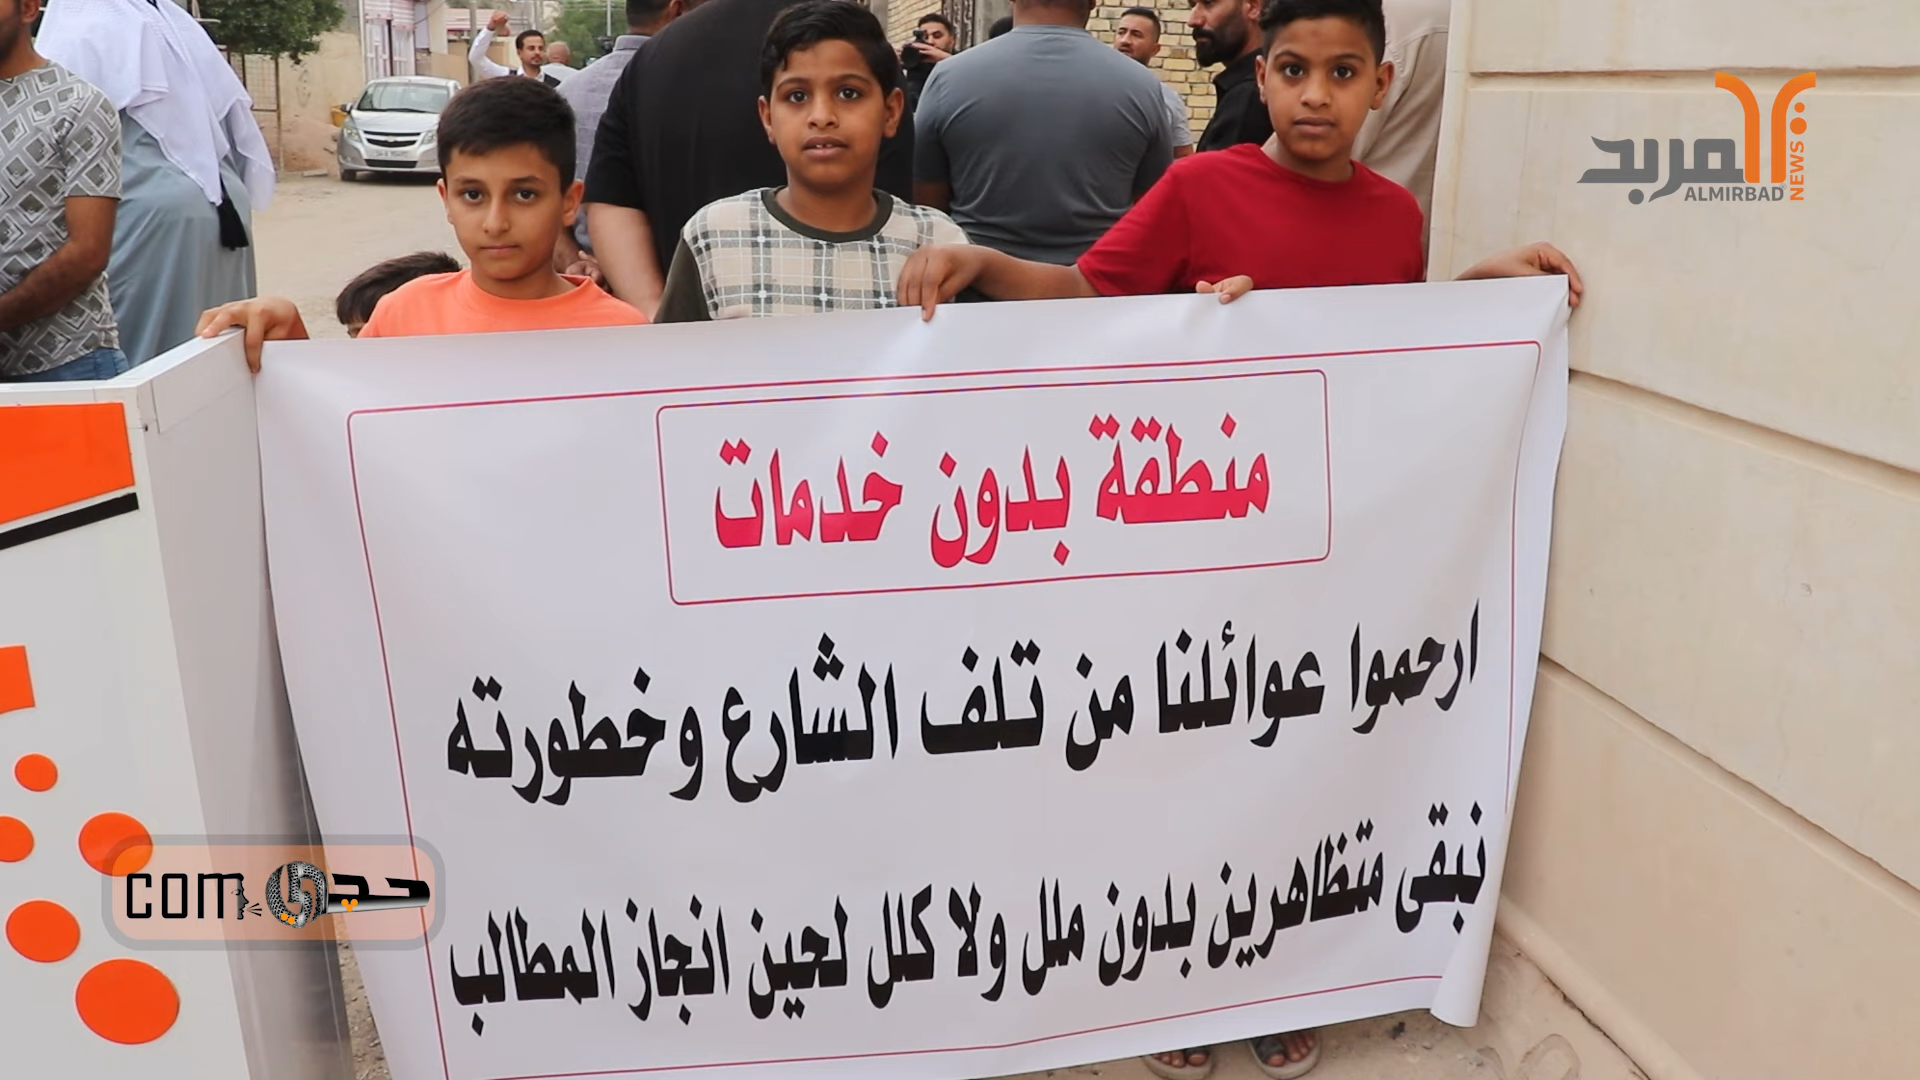 المربد
ALMIRBAD
NEWS
منطقة بدون خدمات
ارحموا عوائلنا من تلف الشارع وخطورته
نبقى متظاهرين بدون ملل ولا كلل لحين انجاز المطالب
حچي com